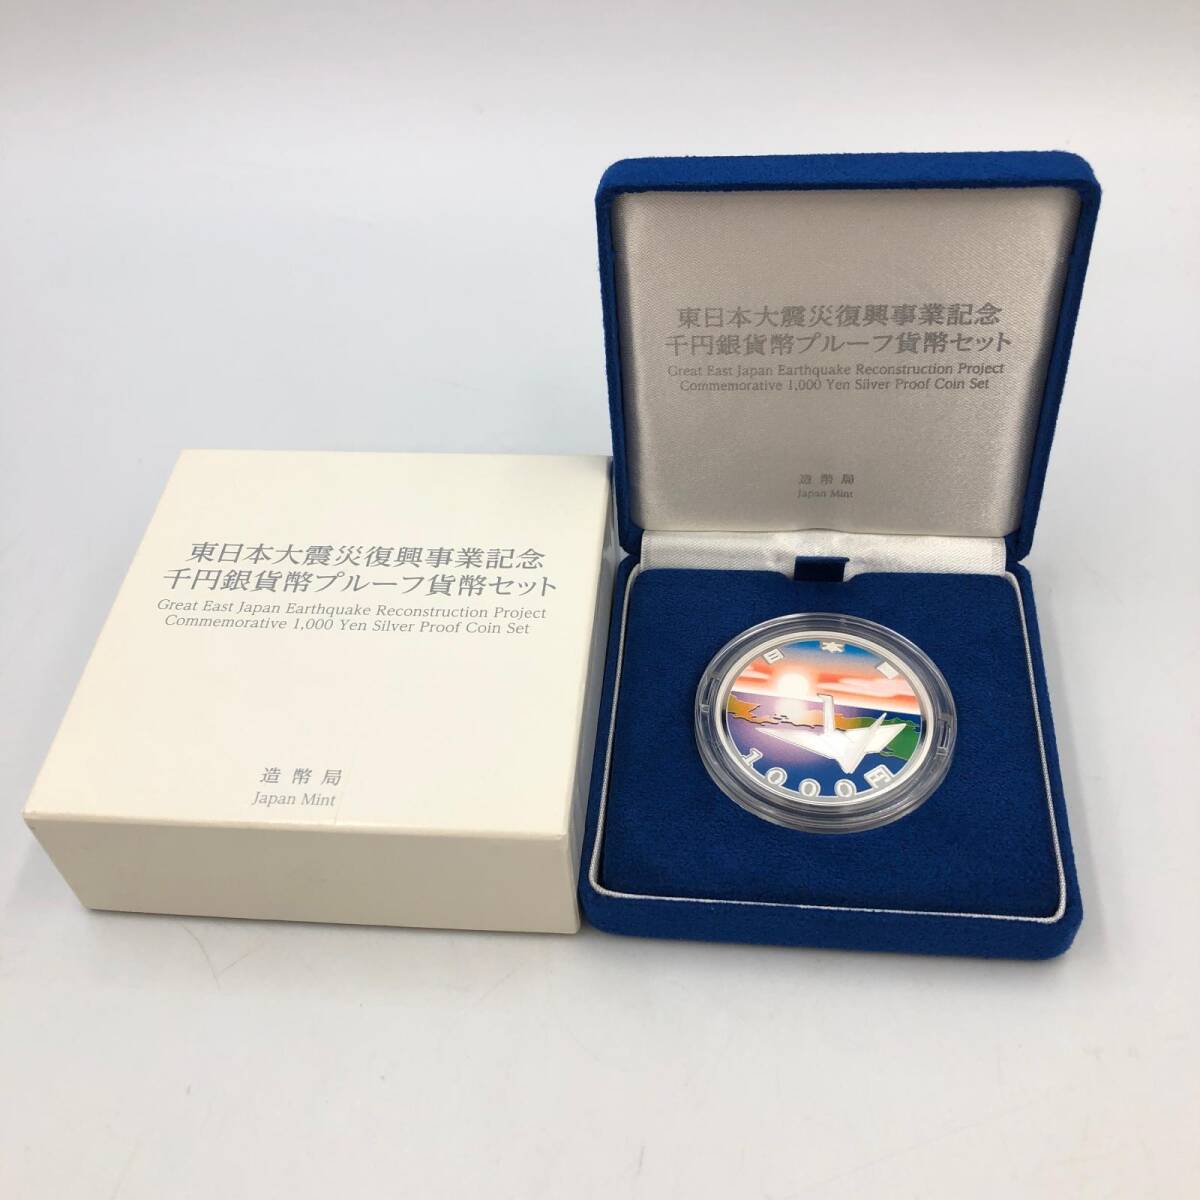 東日本大震災復興事業記念
千円銀貨幣プルーフ貨幣セット
Great East Japan Earthquake Reconstruction Project
Commemorative 1,000 Yen Silver Proof Coin Set
造幣局
Japan Mint
東日本大震災復興事業記念
千円銀貨幣プルーフ貨幣セット
Great East Japan Earthquake Reconstruction Project
Commemorative 1,000 Yen Silver Proof Coin Set
造幣局
Japan Mint
日本
1000円